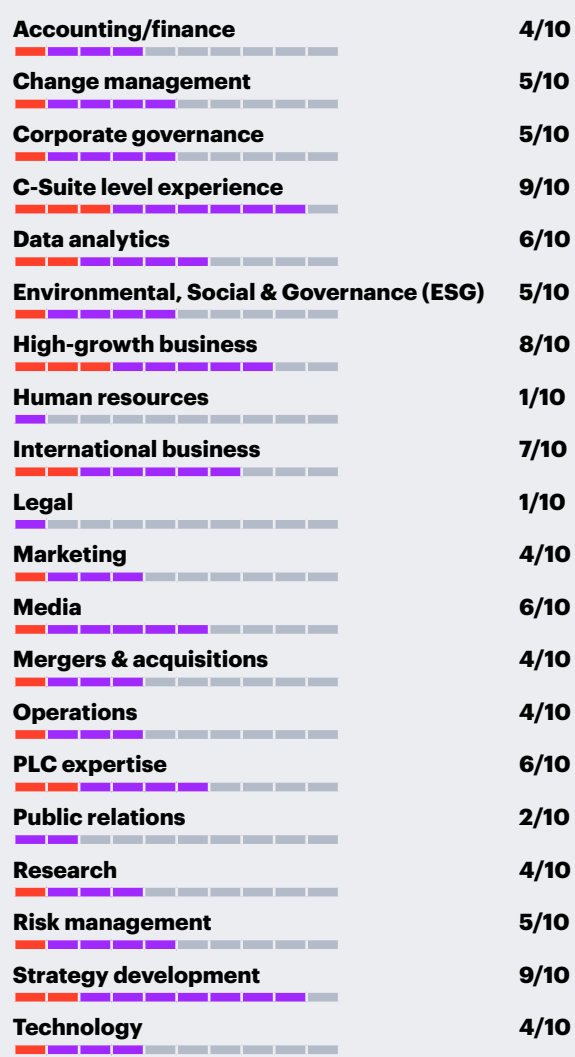 Accounting/finance 4/10
Change management 5/10
Corporate governance 5/10
C-Suite level experience 9/10
Data analytics 6/10
Environmental, Social & Governance (ESG) 5/10
High-growth business 8/10
Human resources 1/10
International business 7/10
Legal 1/10
Marketing 4/10
Media 6/10
Mergers & acquisitions 4/10
Operations 4/10
PLC expertise 6/10
Public relations 2/10
Research 4/10
Risk management 5/10
Strategy development 9/10
Technology 4/10